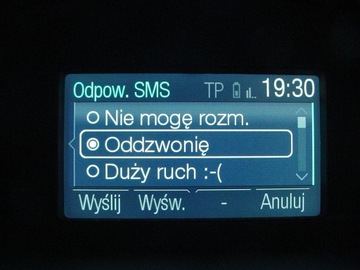 Odpow. SMS TP 19:30
Nie mogę rozm.
Oddzwonię
Duży ruch :-(
Wyślij Wyśw. - Anuluj